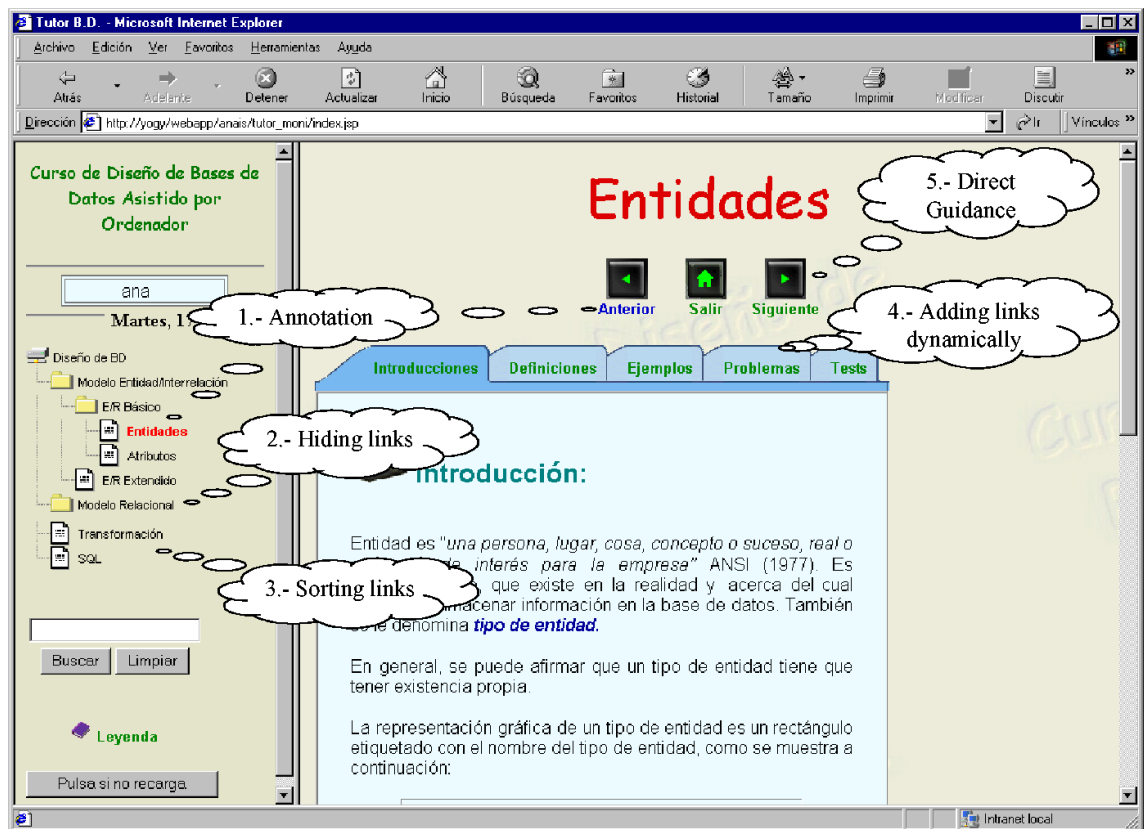 Tutor B.D. - Microsoft Internet Explorer
Archivo Edición Ver Favoritos Herramientas Ayuda
Atrás Adelante Detener Actualizar Inicio Búsqueda Favoritos Historial Tamaño Imprimir Modificar Discutir »
Dirección http://yogy/webapp/anais/tutor_moni/index.jsp Ir Vínculos »
Curso de Diseño de Bases de
Datos Asistido por
Ordenador
ana
Martes, 17
Diseño de BD
Modelo Entidad/Interrelación
E/R Básico
Entidades
Atributos
E/R Extendido
Modelo Relacional
Transformación
SQL
Buscar Limpiar
Leyenda
Pulsa si no recarga
1.- Annotation
2.- Hiding links
3.- Sorting links
4.- Adding links
dynamically
5.- Direct
Guidance
Entidades
Anterior Salir Siguiente
Introducciones Definiciones Ejemplos Problemas Tests
Introducción:
Entidad es "una persona, lugar, cosa, concepto o suceso, real o
de interés para la empresa" ANSI (1977). Es
que existe en la realidad y acerca del cual
información en la base de datos. También
denomina tipo de entidad.
En general, se puede afirmar que un tipo de entidad tiene que
tener existencia propia.
La representación gráfica de un tipo de entidad es un rectángulo
etiquetado con el nombre del tipo de entidad, como se muestra a
continuación:
Diseño de
Intranet local